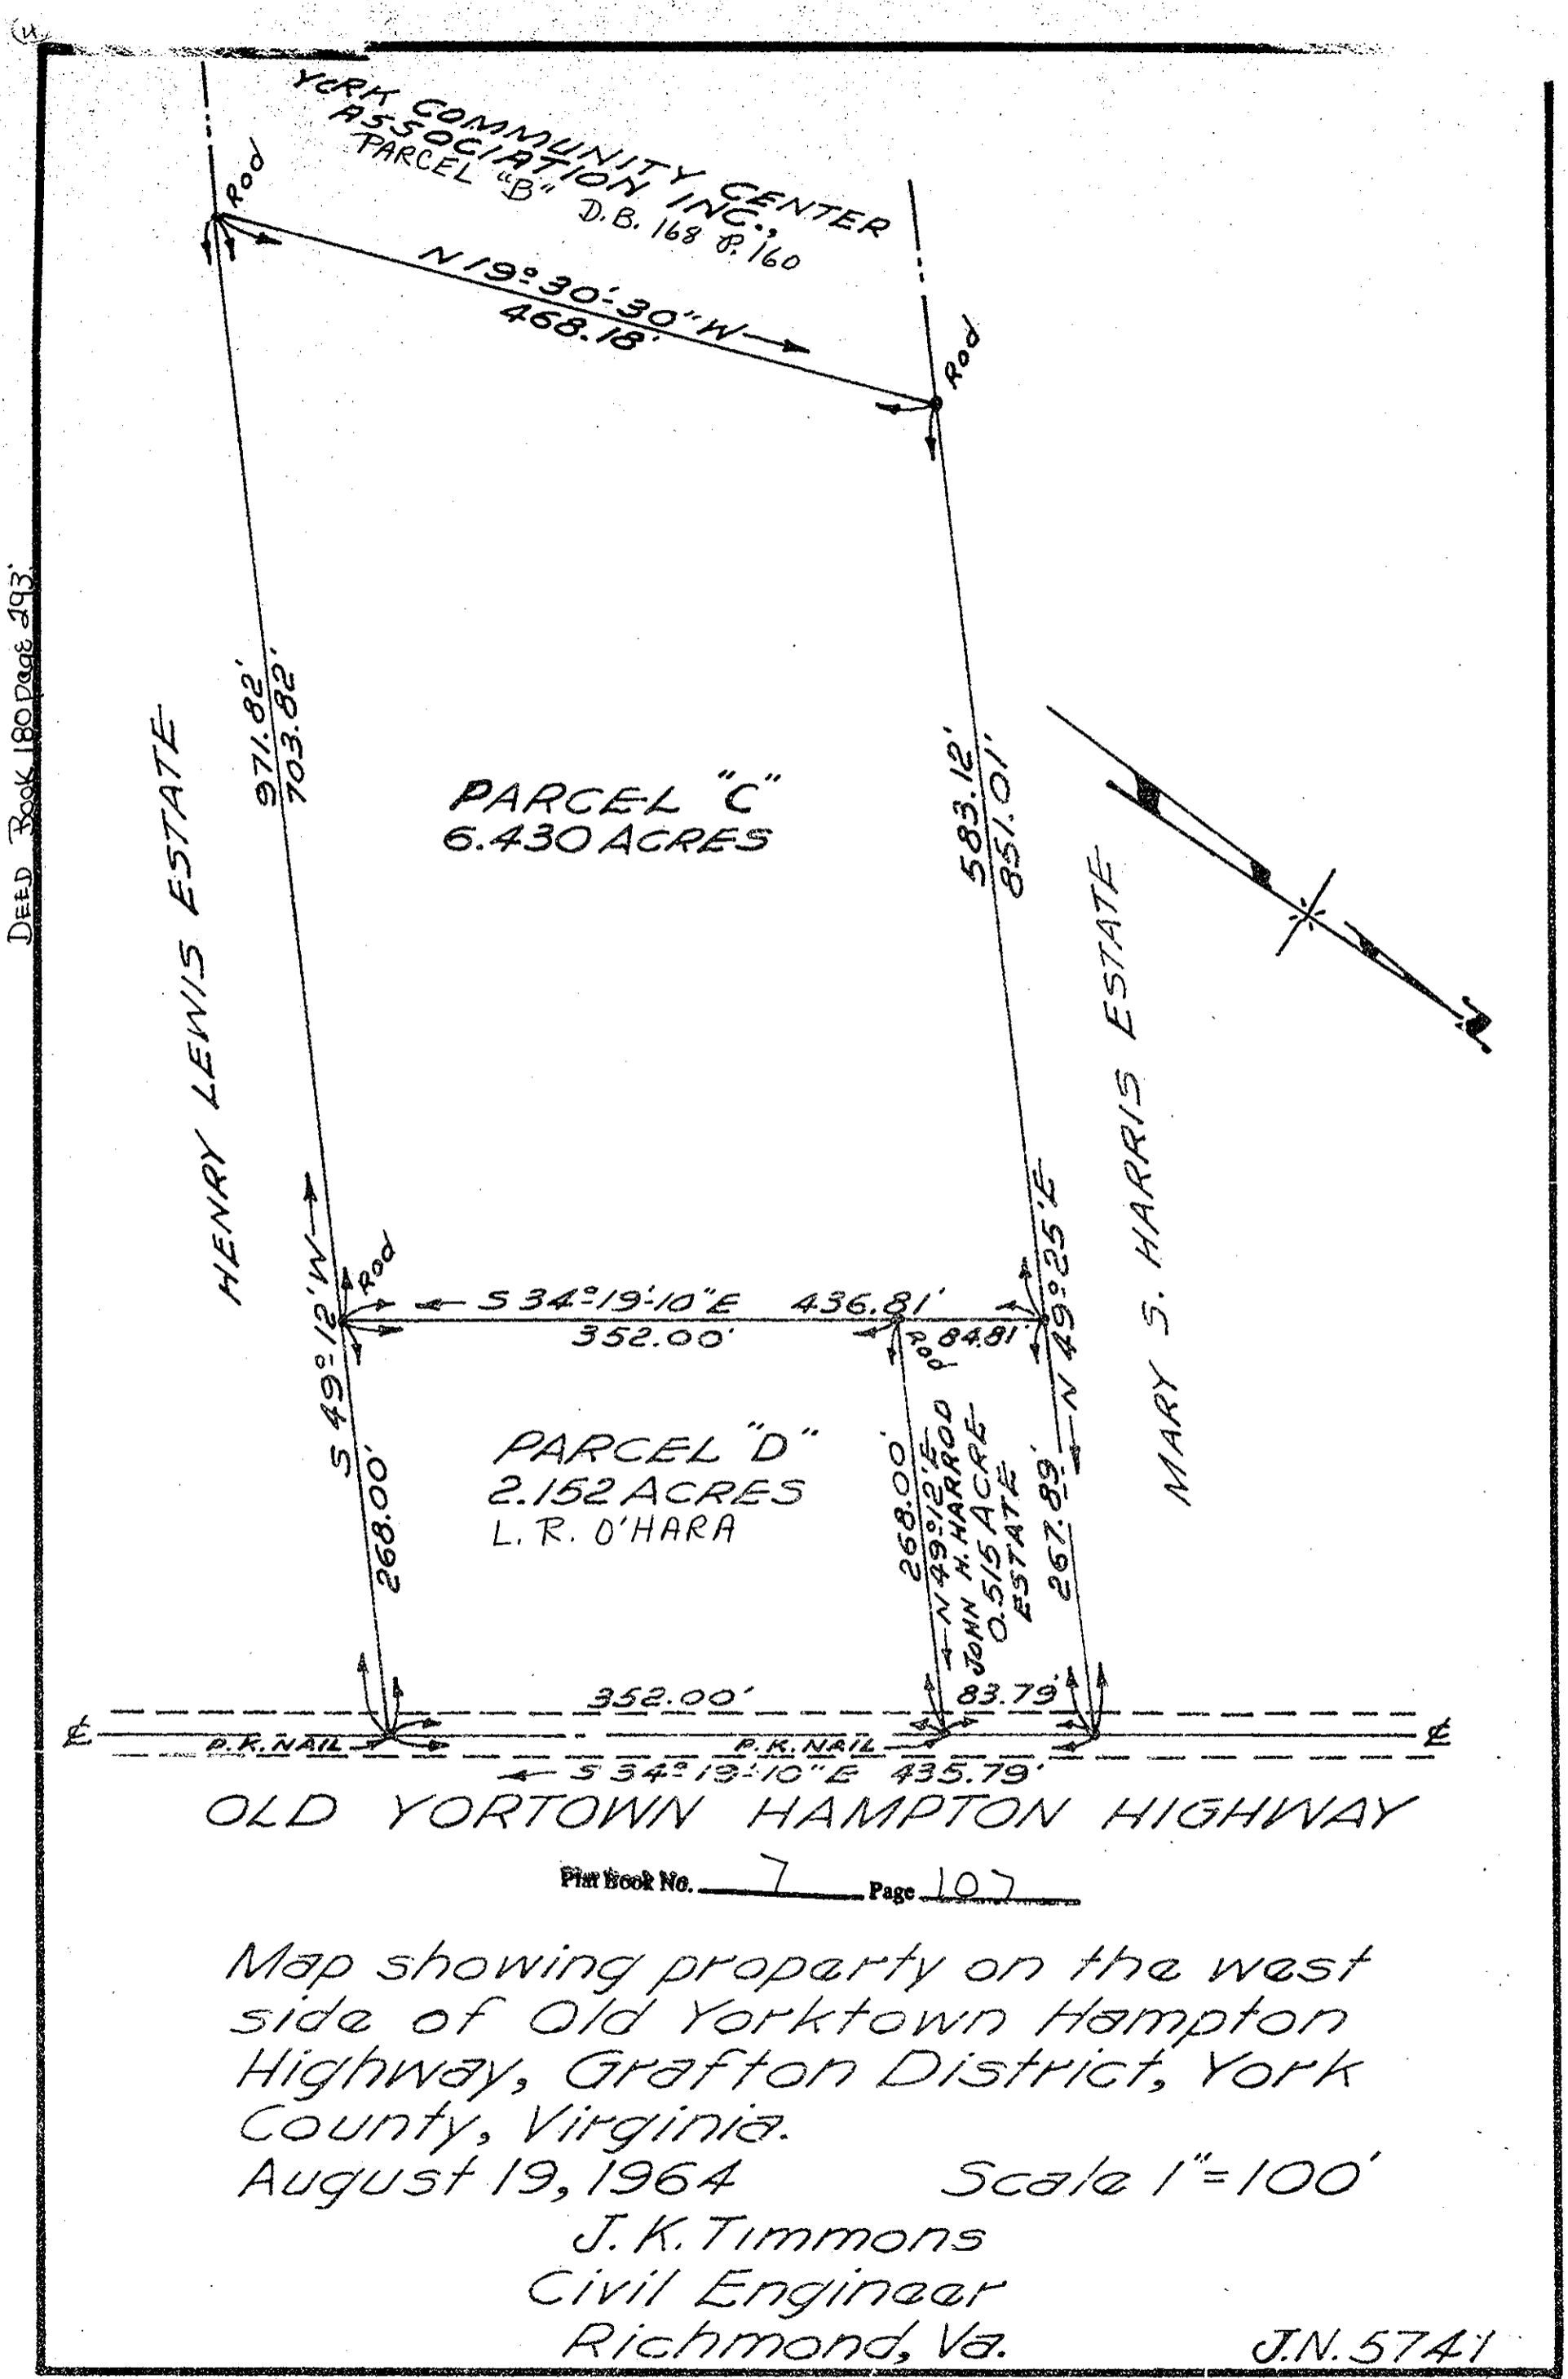 YORK COMMUNITY CENTER
ASSOCIATION INC.,
PARCEL "B" D.B. 168 P. 160
Rod
N 19°-30'-30" W
468.18'
Rod
DEED BOOK 180 Page 293.
HENRY LEWIS ESTATE
971.82'
703.82'
PARCEL "C"
6.430 ACRES
583.12'
851.01'
MARY S. HARRIS ESTATE
N
S 49°-12' W
Rod
S 34°-19'-10" E 436.81'
352.00'
84.81'
Rod
N 49°-25' E
268.00'
PARCEL "D"
2.152 ACRES
L. R. O'HARA
268.00'
N 49°-12' E
JOHN H. HARROD
0.515 ACRE
ESTATE
267.89'
352.00'
83.79'
℄
P.K. NAIL
P.K. NAIL
℄
S 34°-19'-10" E 435.79'
OLD YORTOWN HAMPTON HIGHWAY
Plat Book No. 7 Page 107
Map showing property on the west
side of Old Yorktown Hampton
Highway, Grafton District, York
County, Virginia.
August 19, 1964 Scale 1"=100'
J. K. Timmons
Civil Engineer
Richmond, Va.
J.N. 5741